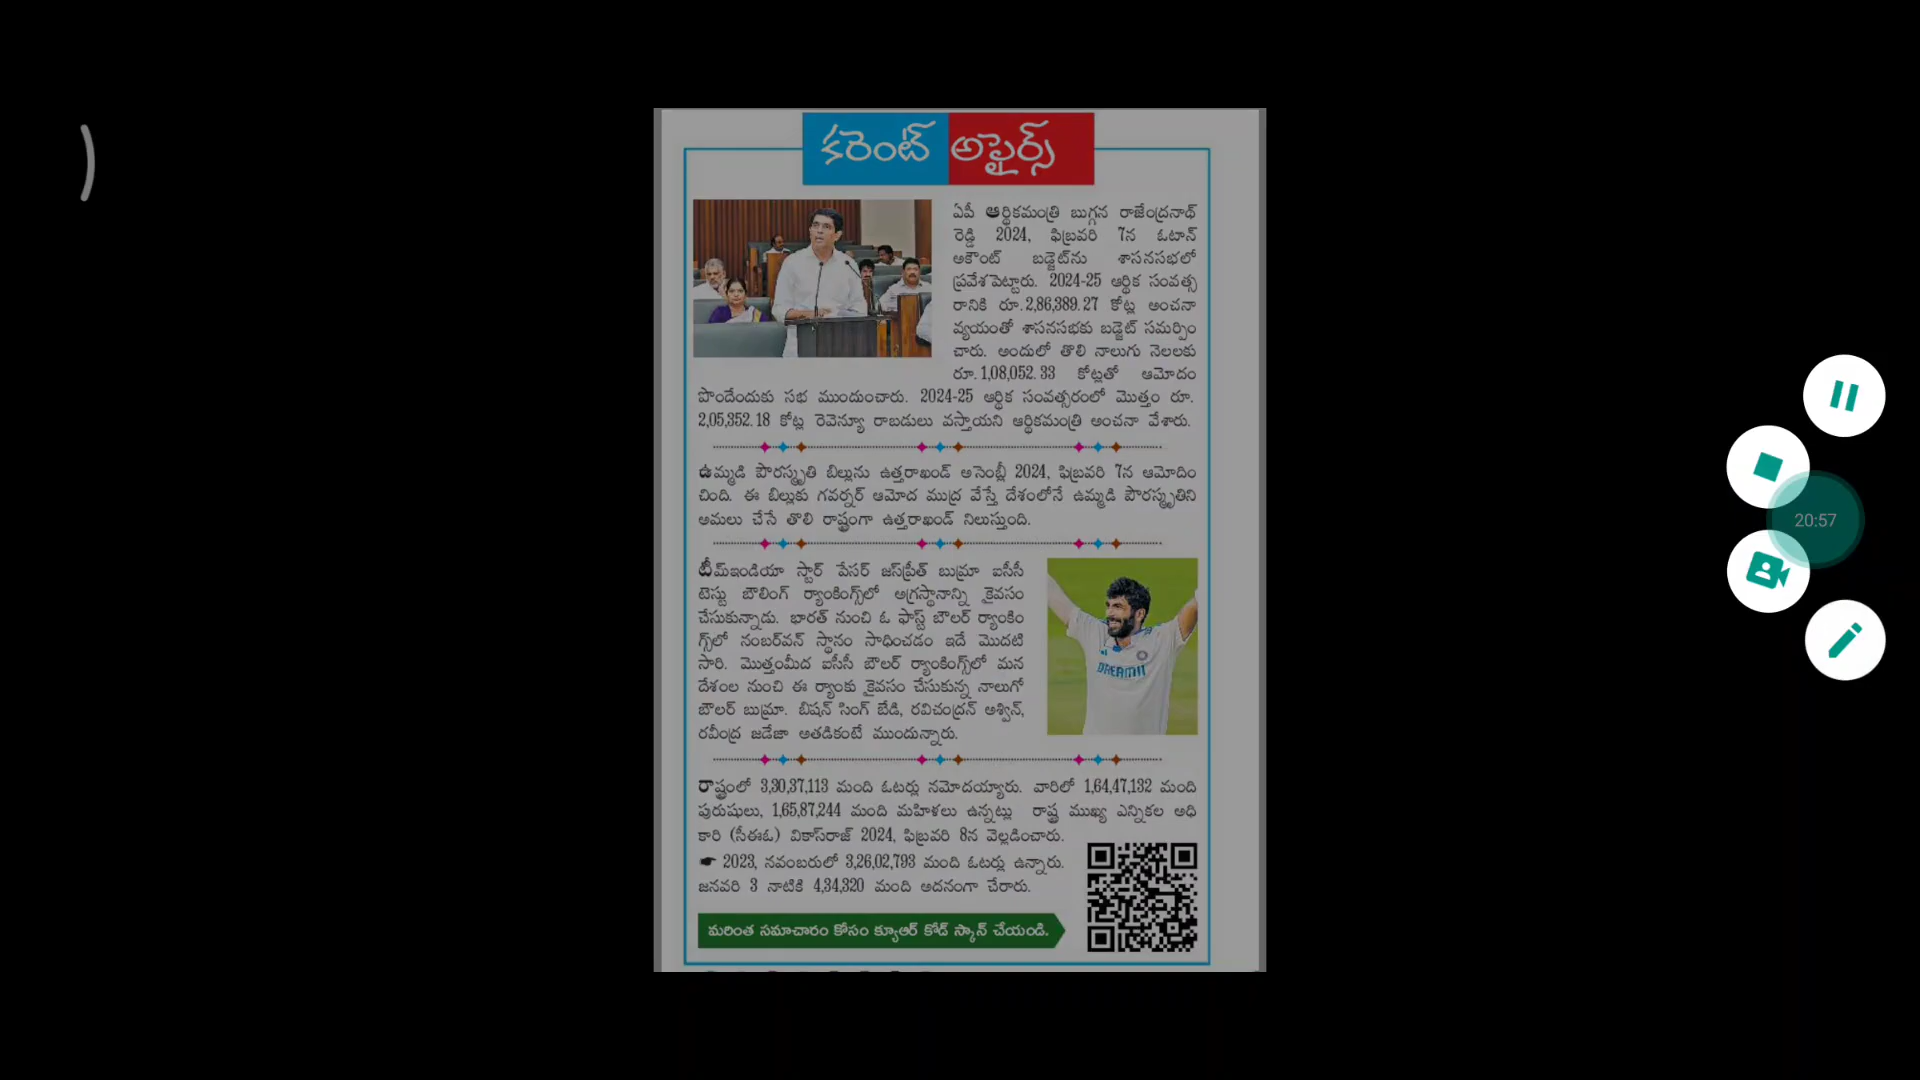 కరెంట్ అఫైర్స్
ఏపీ ఆర్థికమంత్రి బుగ్గన రాజేంద్రనాథ్
రెడ్డి 2024, ఫిబ్రవరి 7న ఓటాన్
అకౌంట్ బడ్జెట్‌ను శాసనసభలో
ప్రవేశపెట్టారు. 2024-25 ఆర్థిక సంవత్స
రానికి రూ.2,86,389.27 కోట్ల అంచనా
వ్యయంతో శాసనసభకు బడ్జెట్ సమర్పిం
చారు. అందులో తొలి నాలుగు నెలలకు
రూ.1,08,052.33 కోట్లతో ఆమోదం
పొందేందుకు సభ ముందుంచారు. 2024-25 ఆర్థిక సంవత్సరంలో మొత్తం రూ.
2,05,352.18 కోట్ల రెవెన్యూ రాబడులు వస్తాయని ఆర్థికమంత్రి అంచనా వేశారు.
ఉమ్మడి పౌరస్మృతి బిల్లును ఉత్తరాఖండ్ అసెంబ్లీ 2024, ఫిబ్రవరి 7న ఆమోదిం
చింది. ఈ బిల్లుకు గవర్నర్ ఆమోద ముద్ర వేస్తే దేశంలోనే ఉమ్మడి పౌరస్మృతిని
అమలు చేసే తొలి రాష్ట్రంగా ఉత్తరాఖండ్ నిలుస్తుంది.
టీమ్ఇండియా స్టార్ పేసర్ జస్‌ప్రీత్ బుమ్రా ఐసీసీ
టెస్టు బౌలింగ్ ర్యాంకింగ్స్‌లో అగ్రస్థానాన్ని కైవసం
చేసుకున్నాడు. భారత్ నుంచి ఓ ఫాస్ట్ బౌలర్ ర్యాంకిం
గ్స్‌లో నంబర్‌వన్ స్థానం సాధించడం ఇదే మొదటి
సారి. మొత్తంమీద ఐసీసీ బౌలర్ ర్యాంకింగ్స్‌లో మన
దేశంల నుంచి ఈ ర్యాంకు కైవసం చేసుకున్న నాలుగో
బౌలర్ బుమ్రా. బిషన్ సింగ్ బేడి, రవిచంద్రన్ అశ్విన్,
రవీంద్ర జడేజా అతడికంటే ముందున్నారు.
DREAM11
రాష్ట్రంలో 3,30,37,113 మంది ఓటర్లు నమోదయ్యారు. వారిలో 1,64,47,132 మంది
పురుషులు, 1,65,87,244 మంది మహిళలు ఉన్నట్లు రాష్ట్ర ముఖ్య ఎన్నికల అధి
కారి (సీఈఓ) వికాస్‌రాజ్ 2024, ఫిబ్రవరి 8న వెల్లడించారు.
☛ 2023, నవంబరులో 3,26,02,793 మంది ఓటర్లు ఉన్నారు.
జనవరి 3 నాటికి 4,34,320 మంది అదనంగా చేరారు.
మరింత సమాచారం కోసం క్యూఆర్ కోడ్ స్కాన్ చేయండి.
20:57